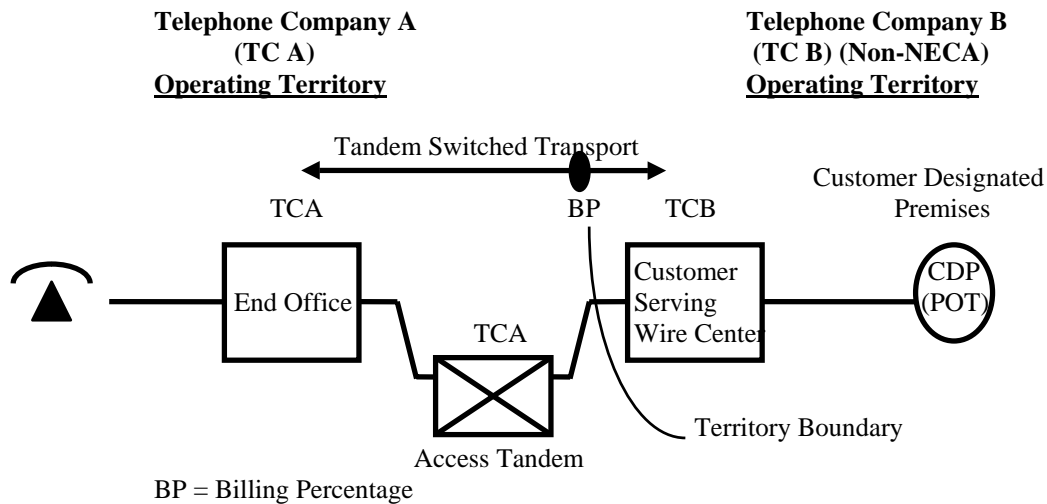 Telephone Company A
(TC A)
Operating Territory
Telephone Company B
(TC B) (Non-NECA)
Operating Territory
Tandem Switched Transport
Customer Designated
Premises
TCA
BP
TCB
End Office
Customer
Serving
Wire Center
CDP
(POT)
TCA
Access Tandem
Territory Boundary
BP = Billing Percentage